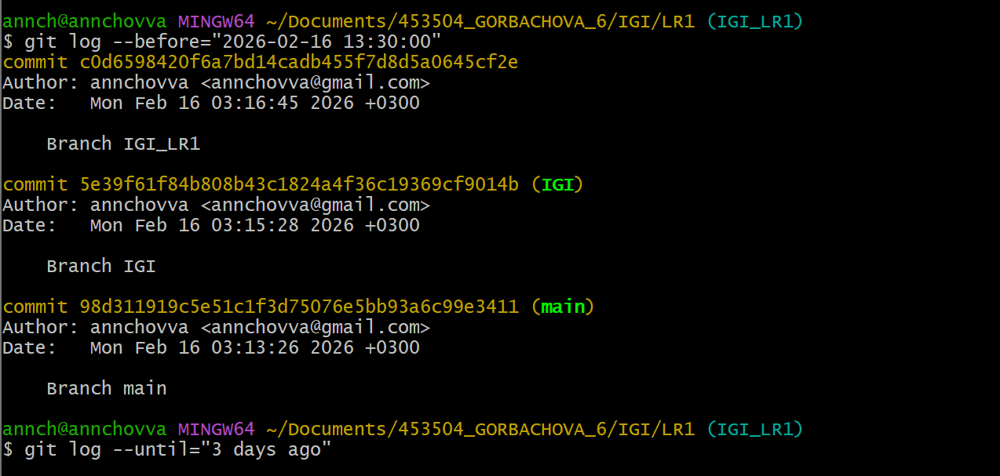 annch@annchovva MINGW64 ~/Documents/453504_GORBACHOVA_6/IGI/LR1 (IGI_LR1)
$ git log --before="2026-02-16 13:30:00"
commit c0d6598420f6a7bd14cadb455f7d8d5a0645cf2e
Author: annchovva <annchovva@gmail.com>
Date:   Mon Feb 16 03:16:45 2026 +0300
    Branch IGI_LR1
commit 5e39f61f84b808b43c1824a4f36c19369cf9014b (IGI)
Author: annchovva <annchovva@gmail.com>
Date:   Mon Feb 16 03:15:28 2026 +0300
    Branch IGI
commit 98d311919c5e51c1f3d75076e5bb93a6c99e3411 (main)
Author: annchovva <annchovva@gmail.com>
Date:   Mon Feb 16 03:13:26 2026 +0300
    Branch main
annch@annchovva MINGW64 ~/Documents/453504_GORBACHOVA_6/IGI/LR1 (IGI_LR1)
$ git log --until="3 days ago"